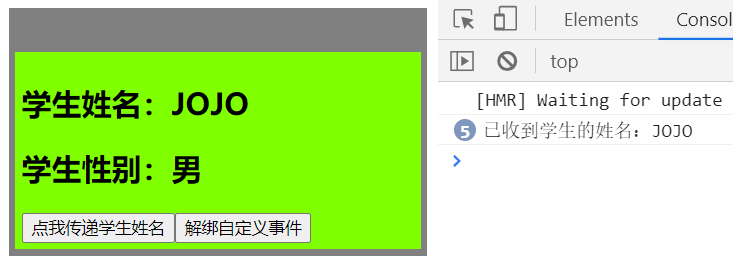 学生姓名：JOJO
学生性别：男
点我传递学生姓名 解绑自定义事件
Elements Consol
top
[HMR] Waiting for update
5 已收到学生的姓名：JOJO